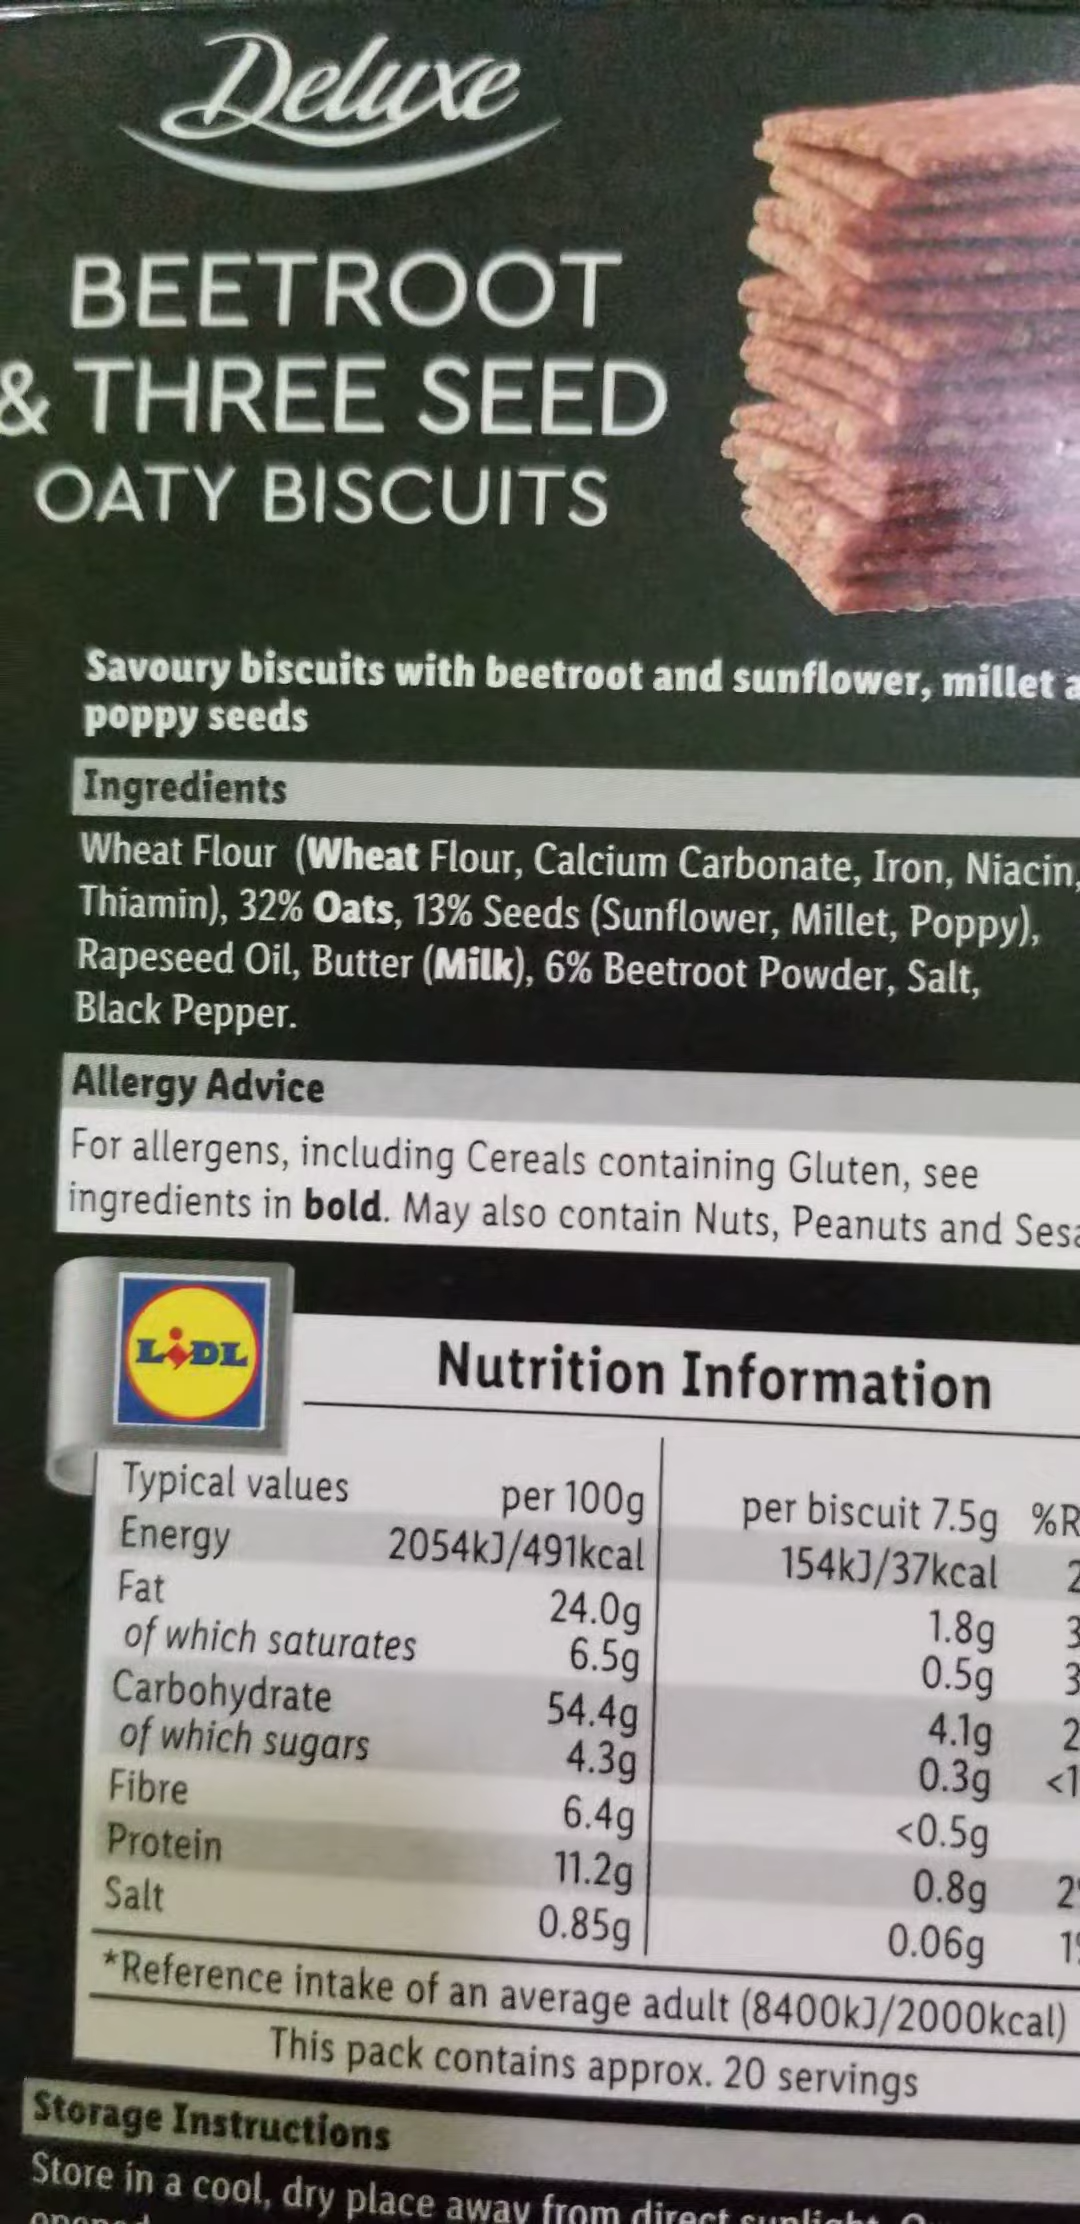 Deluxe
BEETROOT
& THREE SEED
OATY BISCUITS
Savoury biscuits with beetroot and sunflower, millet
poppy seeds
Ingredients
Wheat Flour (Wheat Flour, Calcium Carbonate, Iron, Niacin,
Thiamin), 32% Oats, 13% Seeds (Sunflower, Millet, Poppy),
Rapeseed Oil, Butter (Milk), 6% Beetroot Powder, Salt,
Black Pepper.
Allergy Advice
For allergens, including Cereals containing Gluten, see
ingredients in bold. May also contain Nuts, Peanuts and
LIDL
Nutrition Information
Typical values per 100g per biscuit 7.5g
Energy 2054kJ/491kcal 154kJ/37kcal
Fat 24.0g 1.8g
of which saturates 6.5g 0.5g
Carbohydrate 54.4g 4.1g
of which sugars 4.3g 0.3g <1
Fibre 6.4g <0.5g
Protein 11.2g 0.8g
Salt 0.85g 0.06g
*Reference intake of an average adult (8400kJ/2000kcal)
This pack contains approx. 20 servings
Storage Instructions
Store in a cool, dry place away from direct